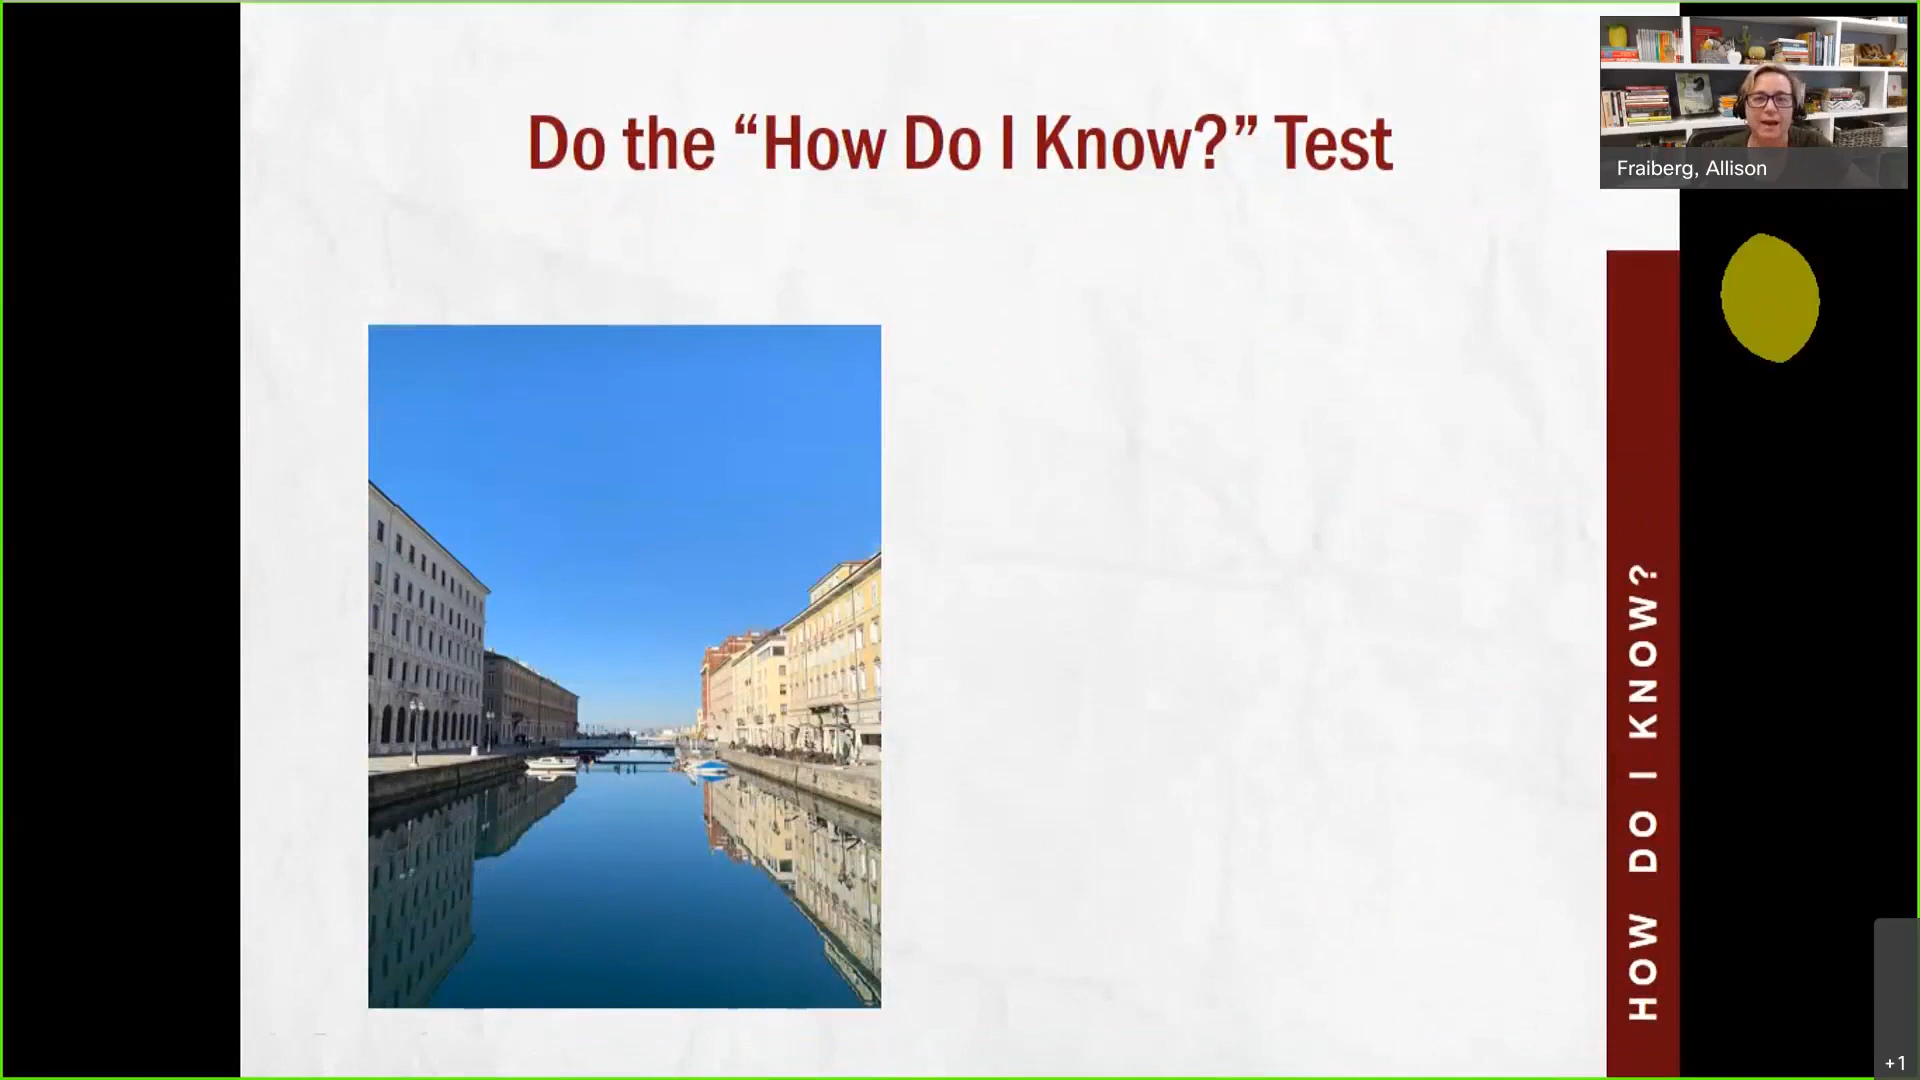 Do the “How Do I Know?” Test
Fraiberg, Allison
HOW DO I KNOW?
+1